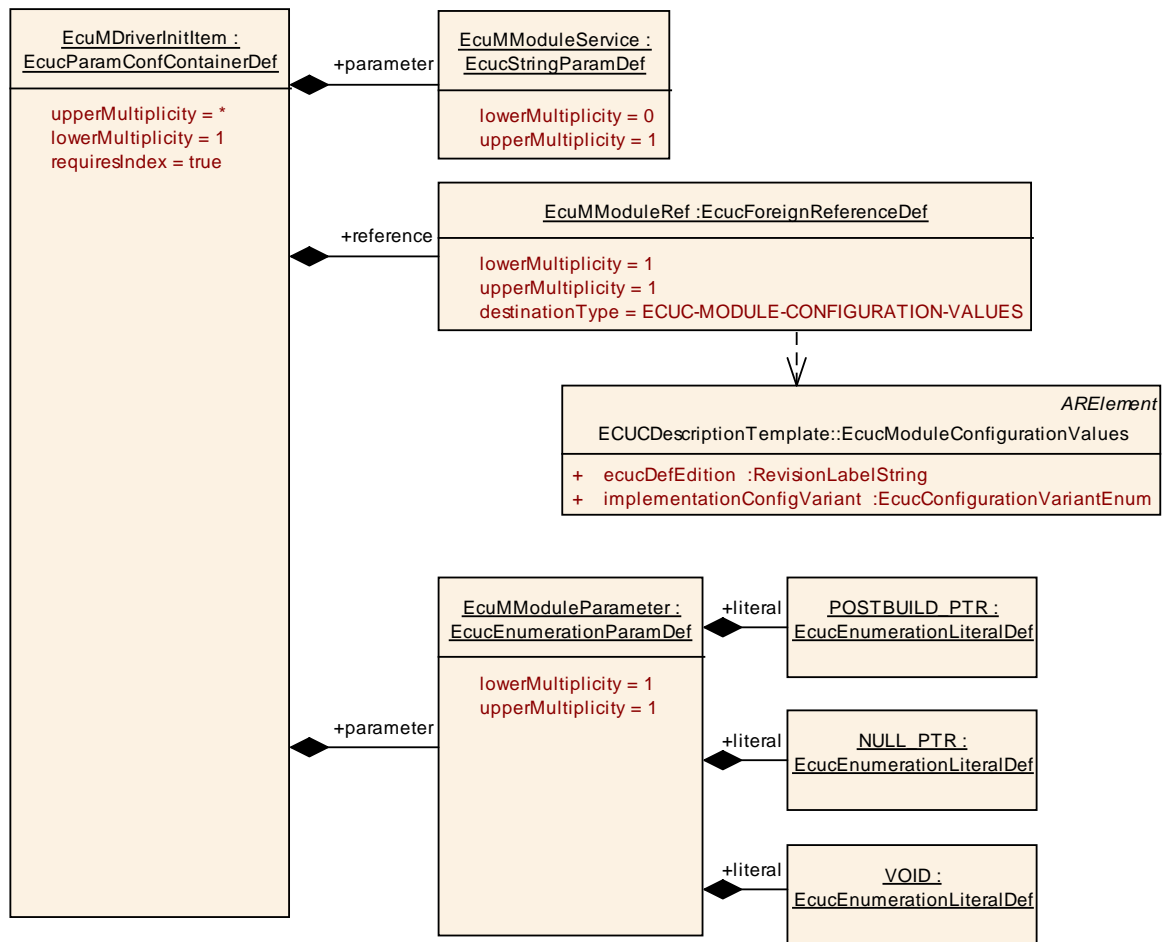 EcuMDriverInitItem :
EcucParamConfContainerDef
upperMultiplicity = *
lowerMultiplicity = 1
requiresIndex = true
+parameter
EcuMModuleService :
EcucStringParamDef
lowerMultiplicity = 0
upperMultiplicity = 1
+reference
EcuMModuleRef :EcucForeignReferenceDef
lowerMultiplicity = 1
upperMultiplicity = 1
destinationType = ECUC-MODULE-CONFIGURATION-VALUES
ARElement
ECUCDescriptionTemplate::EcucModuleConfigurationValues
+ ecucDefEdition :RevisionLabelString
+ implementationConfigVariant :EcucConfigurationVariantEnum
+parameter
EcuMModuleParameter :
EcucEnumerationParamDef
lowerMultiplicity = 1
upperMultiplicity = 1
+literal
POSTBUILD_PTR :
EcucEnumerationLiteralDef
+literal
NULL_PTR :
EcucEnumerationLiteralDef
+literal
VOID :
EcucEnumerationLiteralDef